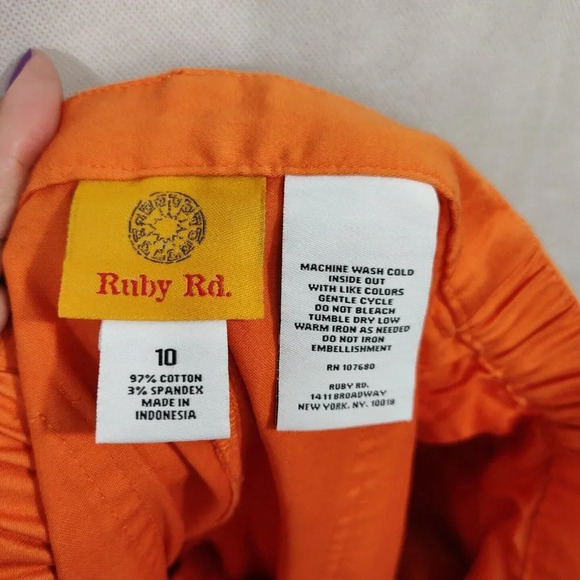 Ruby Rd.
10
97% COTTON
3% SPANDEX
MADE IN
INDONESIA
MACHINE WASH COLD
INSIDE OUT
WITH LIKE COLORS
GENTLE CYCLE
DO NOT BLEACH
TUMBLE DRY LOW
WARM IRON AS NEEDED
DO NOT IRON
EMBELLISHMENT
RN 107680
RUBY RD.
1411 BROADWAY
NEW YORK, NY. 10018